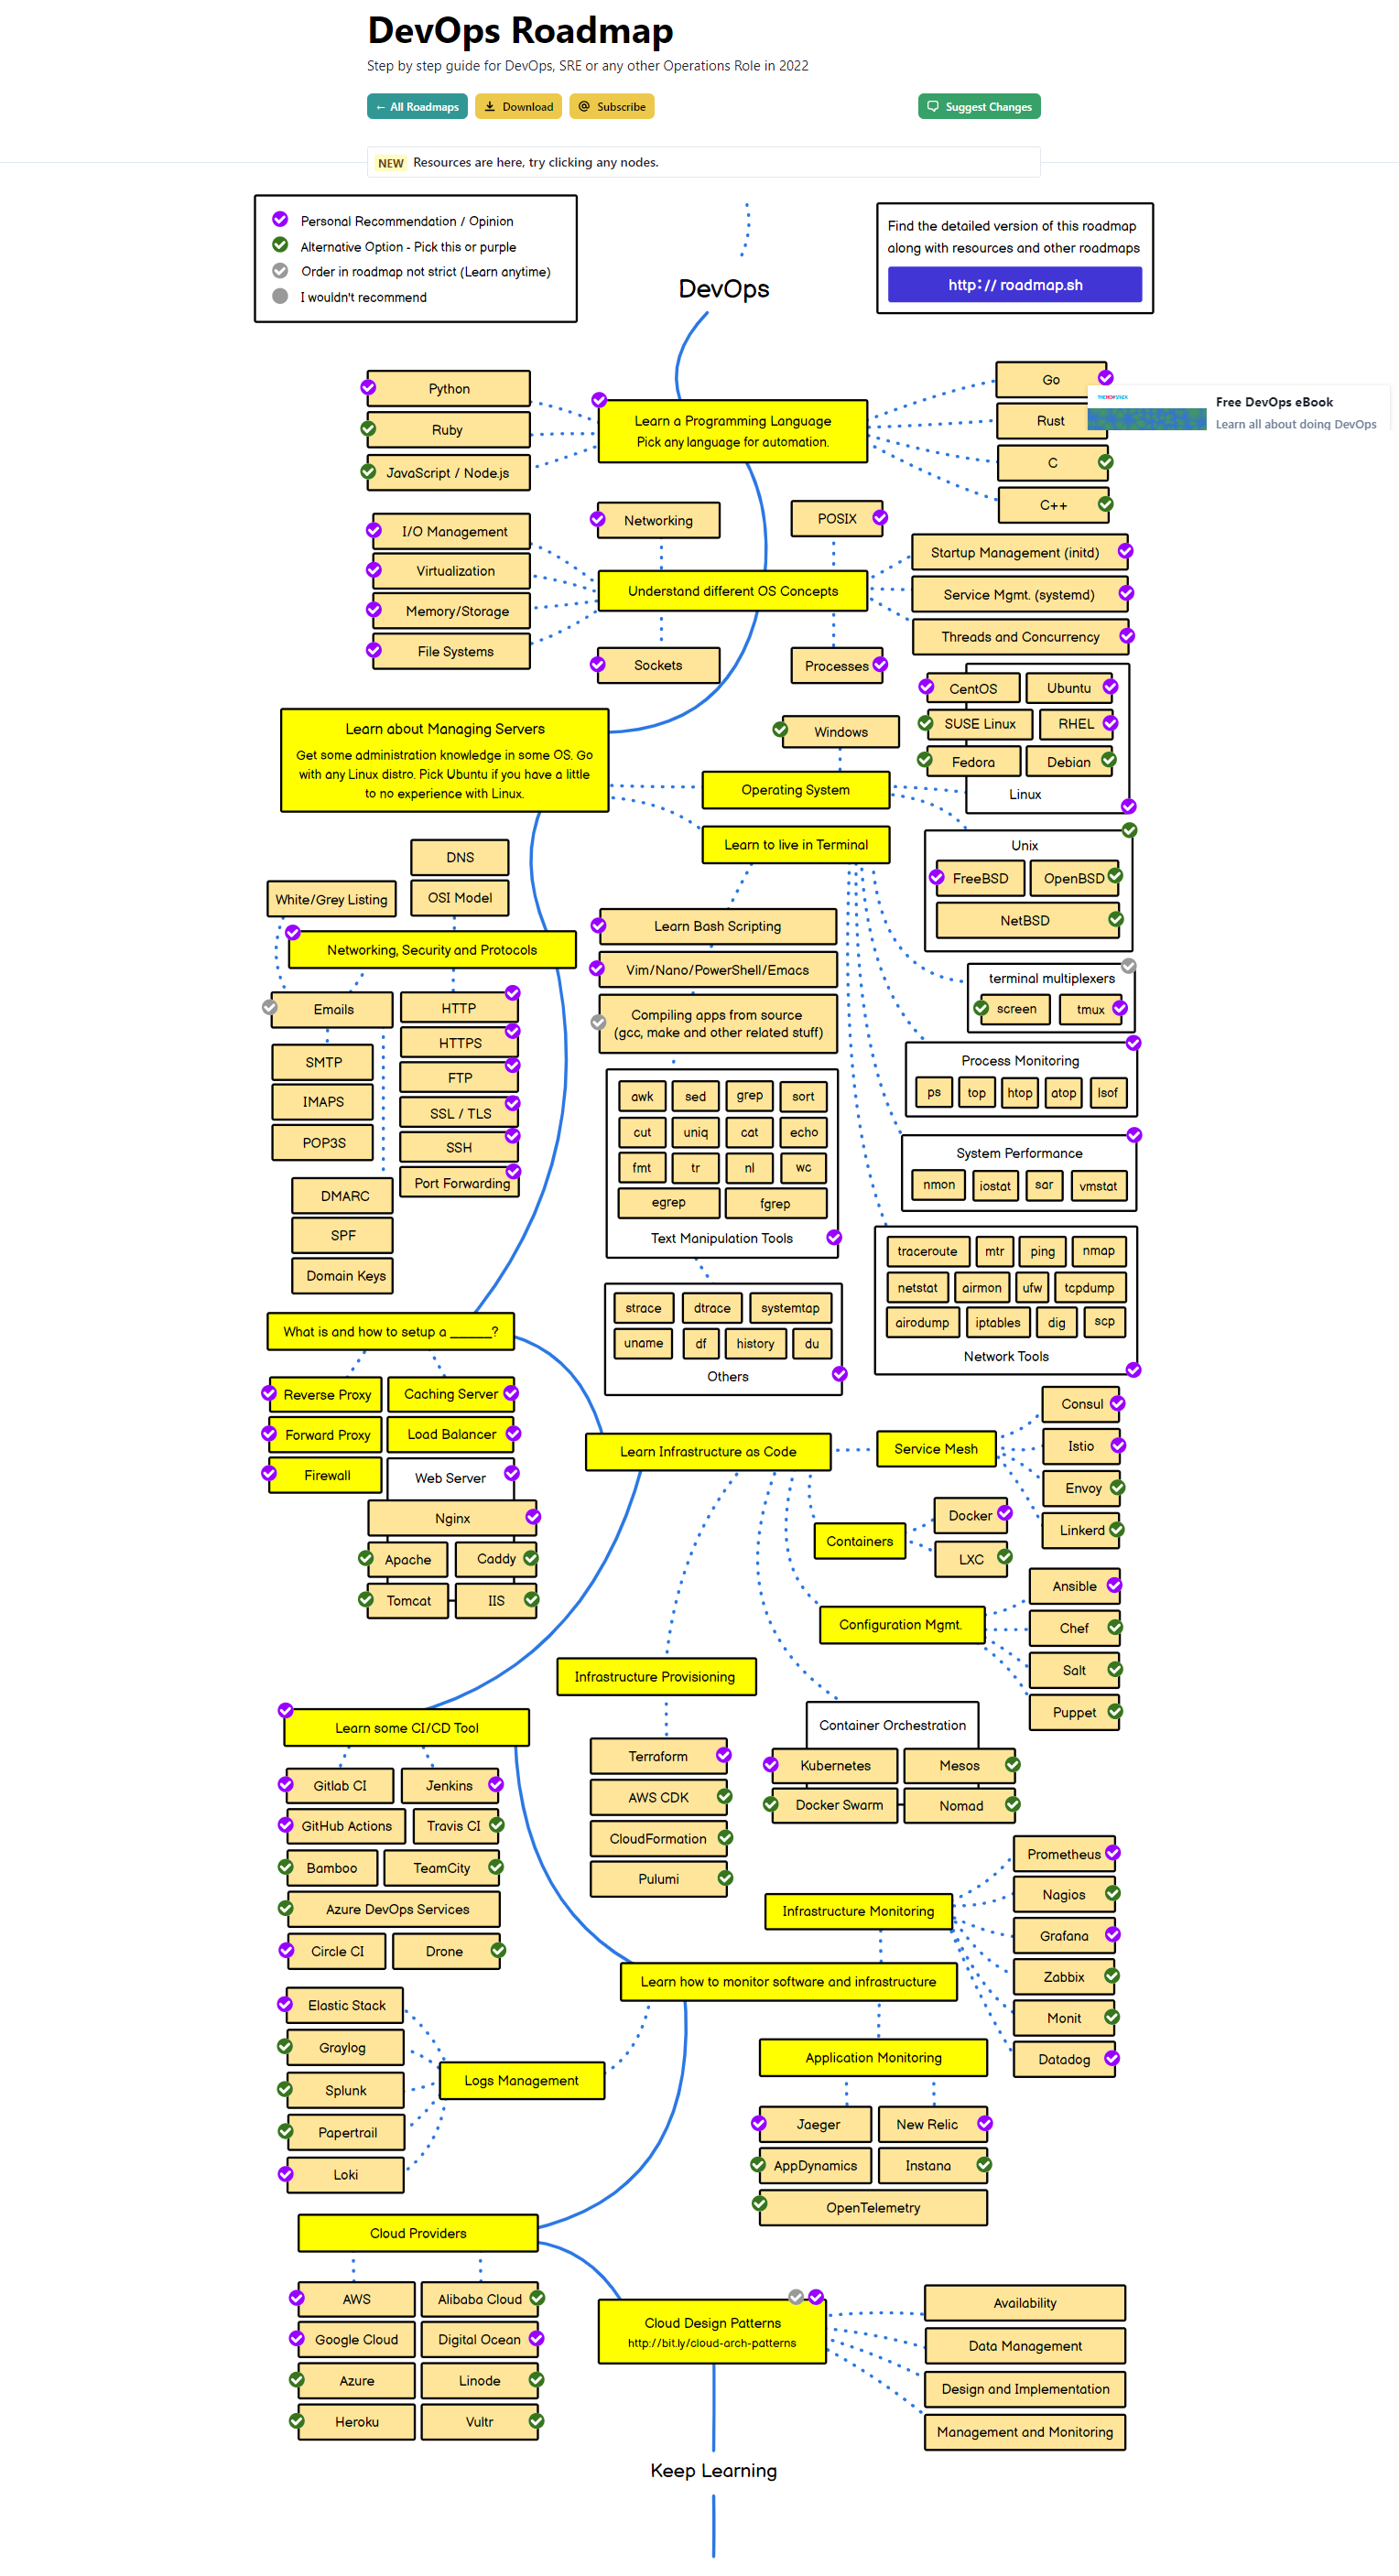 DevOps Roadmap
Step by step guide for DevOps, SRE or any other Operations Role in 2022
← All Roadmaps
Download
@ Subscribe
Suggest Changes
NEW Resources are here, try clicking any nodes.
Personal Recommendation / Opinion
Alternative Option - Pick this or purple
Order in roadmap not strict (Learn anytime)
I wouldn't recommend
Find the detailed version of this roadmap
along with resources and other roadmaps
http://roadmap.sh
DevOps
Python
Ruby
JavaScript / Node.js
Learn a Programming Language
Pick any language for automation.
Go
Rust
C
C++
Free DevOps eBook
Learn all about doing DevOps
I/O Management
Virtualization
Memory/Storage
File Systems
Networking
POSIX
Understand different OS Concepts
Sockets
Processes
Startup Management (initd)
Service Mgmt. (systemd)
Threads and Concurrency
Learn about Managing Servers
Get some administration knowledge in some OS. Go
with any Linux distro. Pick Ubuntu if you have a little
to no experience with Linux.
Windows
Operating System
Learn to live in Terminal
CentOS
Ubuntu
SUSE Linux
RHEL
Fedora
Debian
Linux
Unix
FreeBSD
OpenBSD
NetBSD
DNS
OSI Model
White/Grey Listing
Networking, Security and Protocols
Emails
SMTP
IMAPS
POP3S
DMARC
SPF
Domain Keys
HTTP
HTTPS
FTP
SSL / TLS
SSH
Port Forwarding
Learn Bash Scripting
Vim/Nano/PowerShell/Emacs
Compiling apps from source
(gcc, make and other related stuff)
awk
sed
grep
sort
cut
uniq
cat
echo
fmt
tr
nl
wc
egrep
fgrep
Text Manipulation Tools
strace
dtrace
systemtap
uname
df
history
du
Others
terminal multiplexers
screen
tmux
Process Monitoring
ps
top
htop
atop
lsof
System Performance
nmon
iostat
sar
vmstat
traceroute
mtr
ping
nmap
netstat
airmon
ufw
tcpdump
airodump
iptables
dig
scp
Network Tools
What is and how to setup a ______?
Reverse Proxy
Caching Server
Forward Proxy
Load Balancer
Firewall
Web Server
Nginx
Apache
Caddy
Tomcat
IIS
Learn Infrastructure as Code
Service Mesh
Consul
Istio
Envoy
Linkerd
Containers
Docker
LXC
Configuration Mgmt.
Ansible
Chef
Salt
Puppet
Infrastructure Provisioning
Terraform
AWS CDK
CloudFormation
Pulumi
Container Orchestration
Kubernetes
Mesos
Docker Swarm
Nomad
Learn some CI/CD Tool
Gitlab CI
Jenkins
GitHub Actions
Travis CI
Bamboo
TeamCity
Azure DevOps Services
Circle CI
Drone
Infrastructure Monitoring
Prometheus
Nagios
Grafana
Zabbix
Monit
Datadog
Learn how to monitor software and infrastructure
Elastic Stack
Graylog
Splunk
Papertrail
Loki
Logs Management
Application Monitoring
Jaeger
New Relic
AppDynamics
Instana
OpenTelemetry
Cloud Providers
AWS
Alibaba Cloud
Google Cloud
Digital Ocean
Azure
Linode
Heroku
Vultr
Cloud Design Patterns
http://bit.ly/cloud-arch-patterns
Availability
Data Management
Design and Implementation
Management and Monitoring
Keep Learning